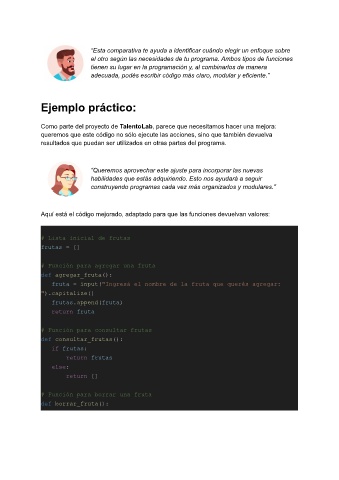 "Esta comparativa te ayuda a identificar cuándo elegir un enfoque sobre
el otro según las necesidades de tu programa. Ambos tipos de funciones
tienen su lugar en la programación y, al combinarlos de manera
adecuada, podés escribir código más claro, modular y eficiente."
Ejemplo práctico:
Como parte del proyecto de TalentoLab, parece que necesitamos hacer una mejora:
queremos que este código no sólo ejecute las acciones, sino que también devuelva
resultados que puedan ser utilizados en otras partes del programa.
"Queremos aprovechar este ajuste para incorporar las nuevas
habilidades que estás adquiriendo. Esto nos ayudará a seguir
construyendo programas cada vez más organizados y modulares."
Aquí está el código mejorado, adaptado para que las funciones devuelvan valores:
# Lista inicial de frutas
frutas = []
# Función para agregar una fruta
def agregar_fruta():
fruta = input("Ingresa el nombre de la fruta que querés agregar:
").capitalize()
frutas.append(fruta)
return fruta
# Función para consultar frutas
def consultar_frutas():
if frutas:
return frutas
else:
return []
# Función para borrar una fruta
def borrar_fruta():